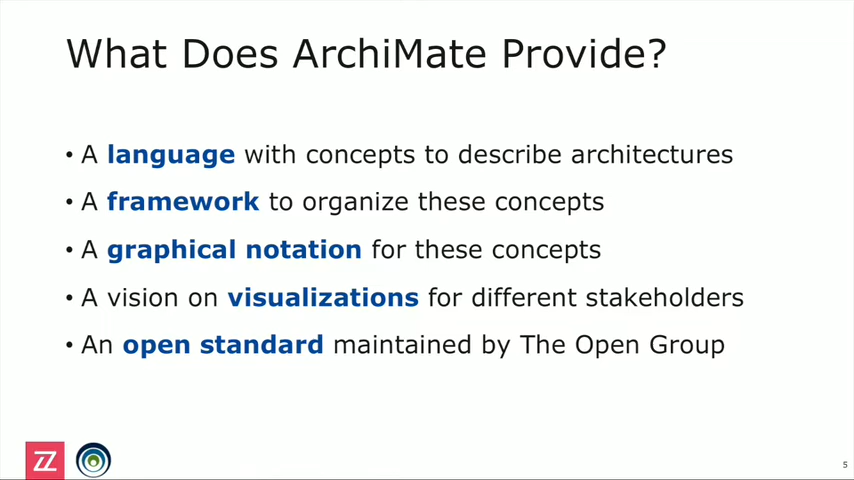 What Does ArchiMate Provide?
• A language with concepts to describe architectures
• A framework to organize these concepts
• A graphical notation for these concepts
• A vision on visualizations for different stakeholders
• An open standard maintained by The Open Group
5